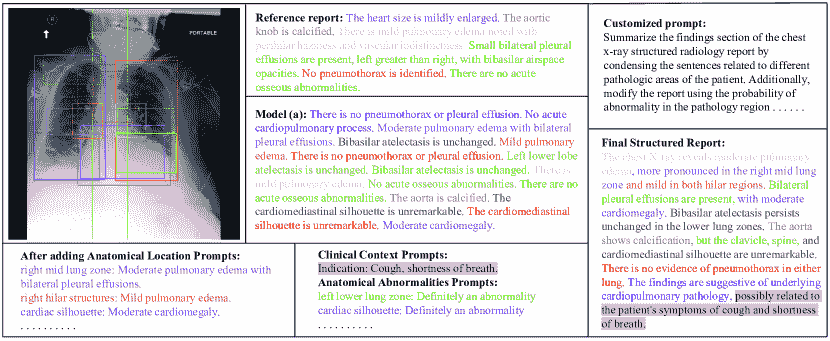 PORTABLE
Reference report: The heart size is mildly enlarged. The aortic
knob is calcified. There is mild pulmonary edema noted with
perihilar haziness and vascular indistinctness. Small bilateral pleural
effusions are present, left greater than right, with bibasilar airspace
opacities. No pneumothorax is identified. There are no acute
osseous abnormalities.
Model (a): There is no pneumothorax or pleural effusion. No acute
cardiopulmonary process. Moderate pulmonary edema with bilateral
pleural effusions. Bibasilar atelectasis is unchanged. Mild pulmonary
edema. There is no pneumothorax or pleural effusion. Left lower lobe
atelectasis is unchanged. Bibasilar atelectasis is unchanged. There is
mild pulmonary edema. No acute osseous abnormalities. There are no
acute osseous abnormalities. The aorta is calcified. The
cardiomediastinal silhouette is unremarkable. The cardiomediastinal
silhouette is unremarkable. Moderate cardiomegaly.
Customized prompt:
Summarize the findings section of the chest
x-ray structured radiology report by
condensing the sentences related to different
pathologic areas of the patient. Additionally,
modify the report using the probability of
abnormality in the pathology region . . . . . .
Final Structured Report:
The chest X-ray reveals moderate pulmonary
edema, more pronounced in the right mid lung
zone and mild in both hilar regions. Bilateral
pleural effusions are present, with moderate
cardiomegaly. Bibasilar atelectasis persists
unchanged in the lower lung zones. The aorta
shows calcification, but the clavicle, spine, and
cardiomediastinal silhouette are unremarkable.
There is no evidence of pneumothorax in either
lung. The findings are suggestive of underlying
cardiopulmonary pathology, possibly related to
the patient's symptoms of cough and shortness
of breath.
After adding Anatomical Location Prompts:
right mid lung zone: Moderate pulmonary edema with
bilateral pleural effusions.
right hilar structures: Mild pulmonary edema.
cardiac silhouette: Moderate cardiomegaly.
. . . . . . . . . .
Clinical Context Prompts:
Indication: Cough, shortness of breath.
Anatomical Abnormalities Prompts:
left lower lung zone: Definitely an abnormality
cardiac silhouette: Definitely an abnormality
. . . . . . . . . .